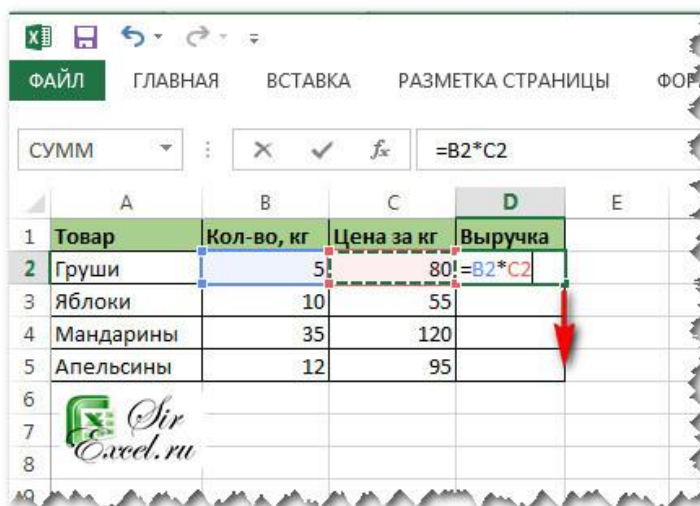 ФАЙЛ ГЛАВНАЯ ВСТАВКА РАЗМЕТКА СТРАНИЦЫ ФОР
СУММ fx =B2*C2
A B C D E
1 Товар Кол-во, кг Цена за кг Выручка
2 Груши 5 80 =B2*C2
3 Яблоки 10 55
4 Мандарины 35 120
5 Апельсины 12 95
6
7
8
Sir
Excel.ru